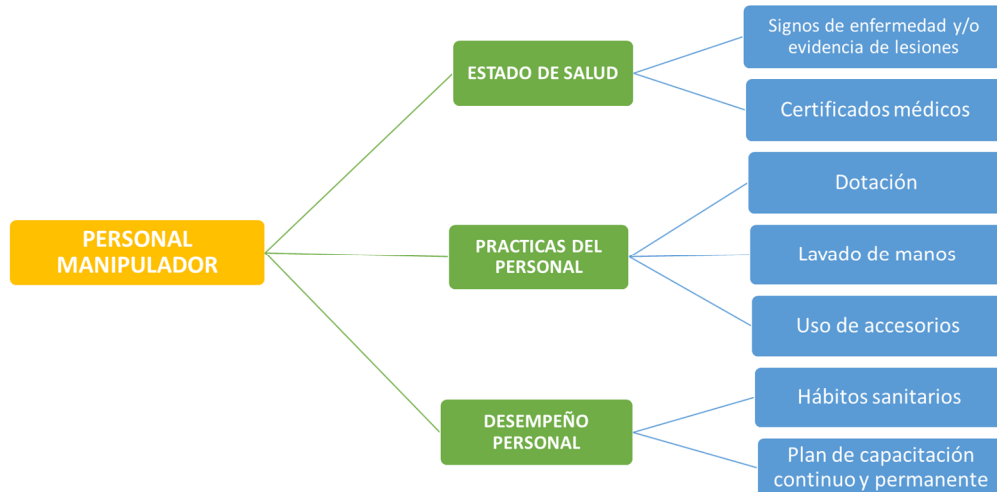 PERSONAL
MANIPULADOR
ESTADO DE SALUD
Signos de enfermedad y/o
evidencia de lesiones
Certificados médicos
PRACTICAS DEL
PERSONAL
Dotación
Lavado de manos
Uso de accesorios
DESEMPEÑO
PERSONAL
Hábitos sanitarios
Plan de capacitación
continuo y permanente